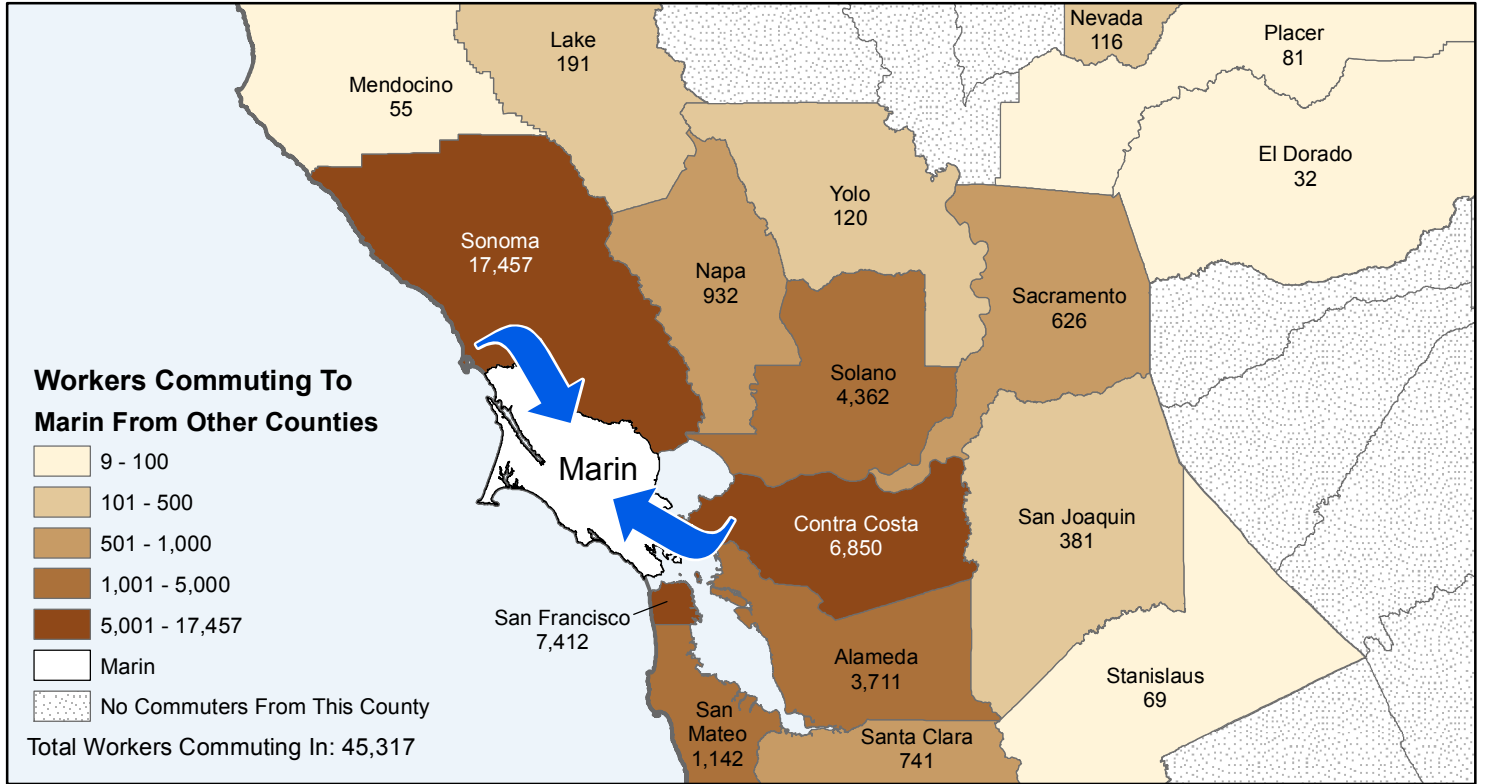 Nevada
116
Placer
81
Lake
191
Mendocino
55
El Dorado
32
Yolo
120
Sonoma
17,457
Napa
932
Sacramento
626
Solano
4,362
Workers Commuting To
Marin From Other Counties
9 - 100
101 - 500
501 - 1,000
1,001 - 5,000
5,001 - 17,457
Marin
No Commuters From This County
Total Workers Commuting In: 45,317
Marin
Contra Costa
6,850
San Joaquin
381
San Francisco
7,412
Alameda
3,711
Stanislaus
69
San
Mateo
1,142
Santa Clara
741